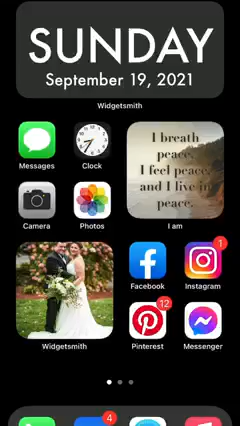 SUNDAY
September 19, 2021
Widgetsmith
Messages
Clock
I breath
peace,
I feel peace,
and I live in
peace.
Camera
Photos
I am
Facebook
1
Instagram
Widgetsmith
12
Pinterest
Messenger
4